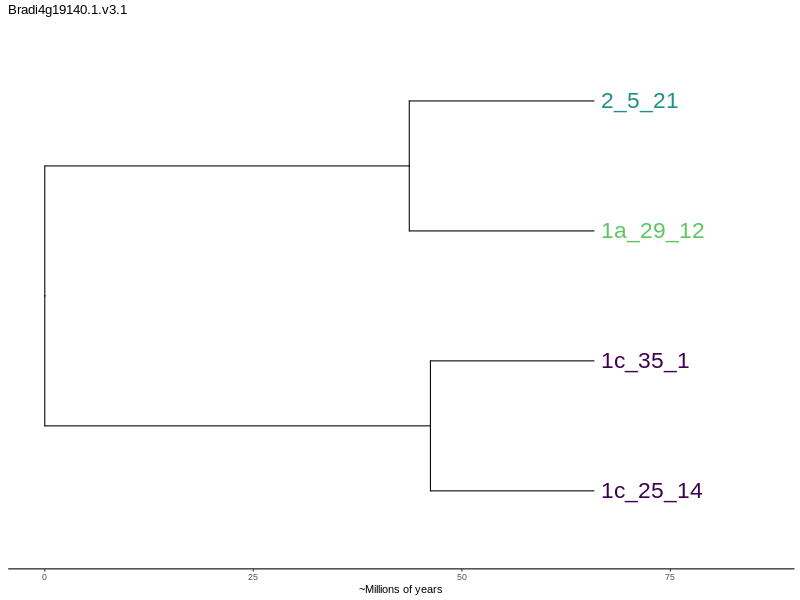 Bradi4g19140.1.v3.1
2_5_21
1a_29_12
1c_35_1
1c_25_14
0 25 50 75
~Millions of years